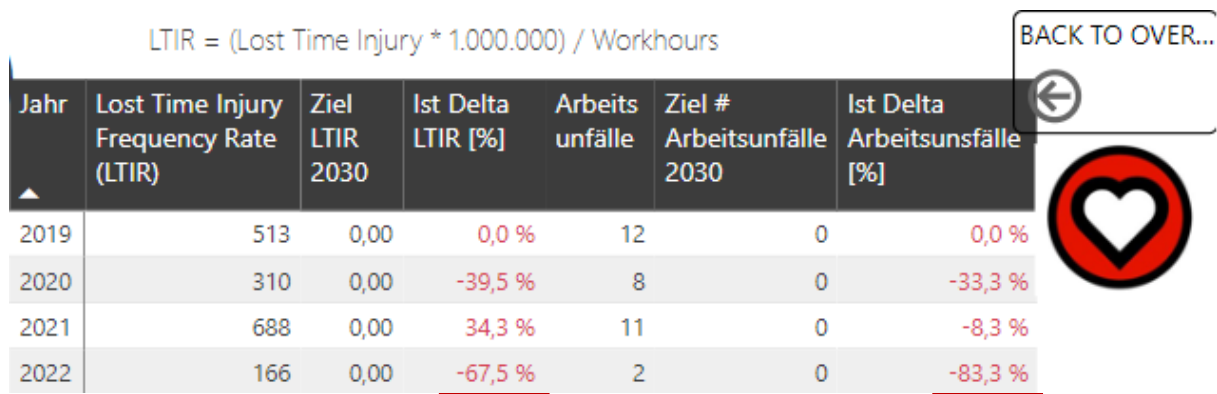 LTIR = (Lost Time Injury * 1.000.000) / Workhours
BACK TO OVER...
Jahr Lost Time Injury Frequency Rate (LTIR) Ziel LTIR 2030 Ist Delta LTIR [%] Arbeits unfälle Ziel # Arbeitsunfälle 2030 Ist Delta Arbeitsunsfälle [%]
2019 513 0,00 0,0 % 12 0 0,0 %
2020 310 0,00 -39,5 % 8 0 -33,3 %
2021 688 0,00 34,3 % 11 0 -8,3 %
2022 166 0,00 -67,5 % 2 0 -83,3 %